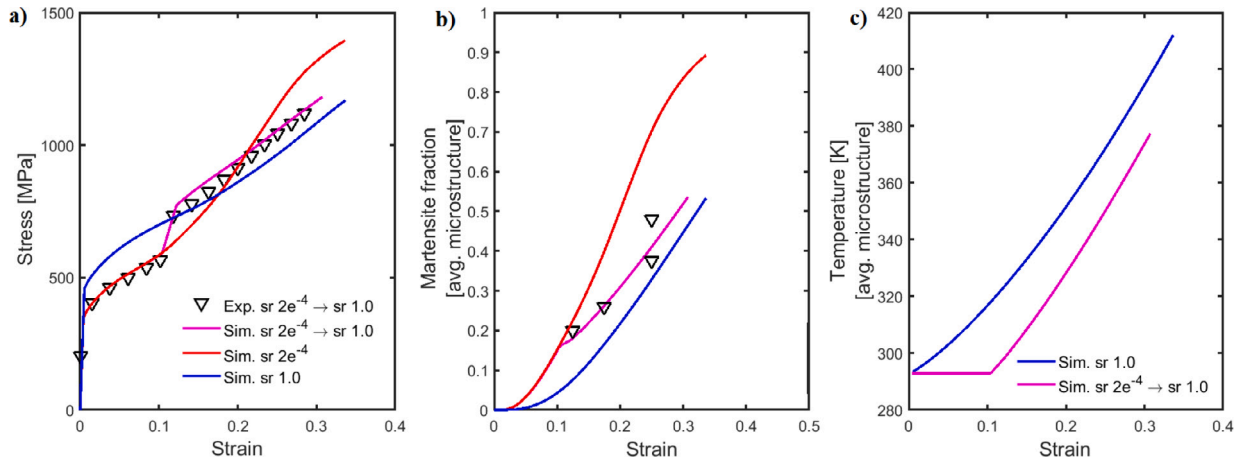 a)
1500
1000
500
0
0
0.1
0.2
0.3
0.4
Stress [MPa]
Strain
Exp. sr 2e-4 → sr 1.0
Sim. sr 2e-4 → sr 1.0
Sim. sr 2e-4
Sim. sr 1.0
b)
1
0.9
0.8
0.7
0.6
0.5
0.4
0.3
0.2
0.1
0
0
0.1
0.2
0.3
0.4
0.5
Martensite fraction
[avg. microstructure]
Strain
c)
420
400
380
360
340
320
300
280
0
0.1
0.2
0.3
0.4
Temperature [K]
[avg. microstructure]
Strain
Sim. sr 1.0
Sim. sr 2e-4 → sr 1.0